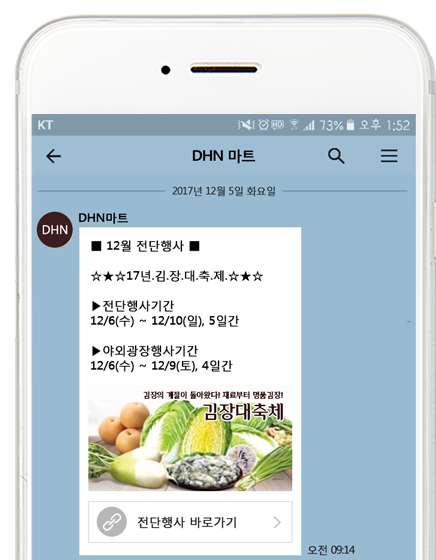 KT 73% 오후 1:52
DHN 마트
2017년 12월 5일 화요일
DHN마트
DHN
■ 12월 전단행사 ■
☆★☆17년.김.장.대.축.제.☆★☆
▶전단행사기간
12/6(수) ~ 12/10(일), 5일간
▶야외광장행사기간
12/6(수) ~ 12/9(토), 4일간
김장의 계절이 돌아왔다! 재료부터 명품김장!
김장대축체
전단행사 바로가기
오전 09:14